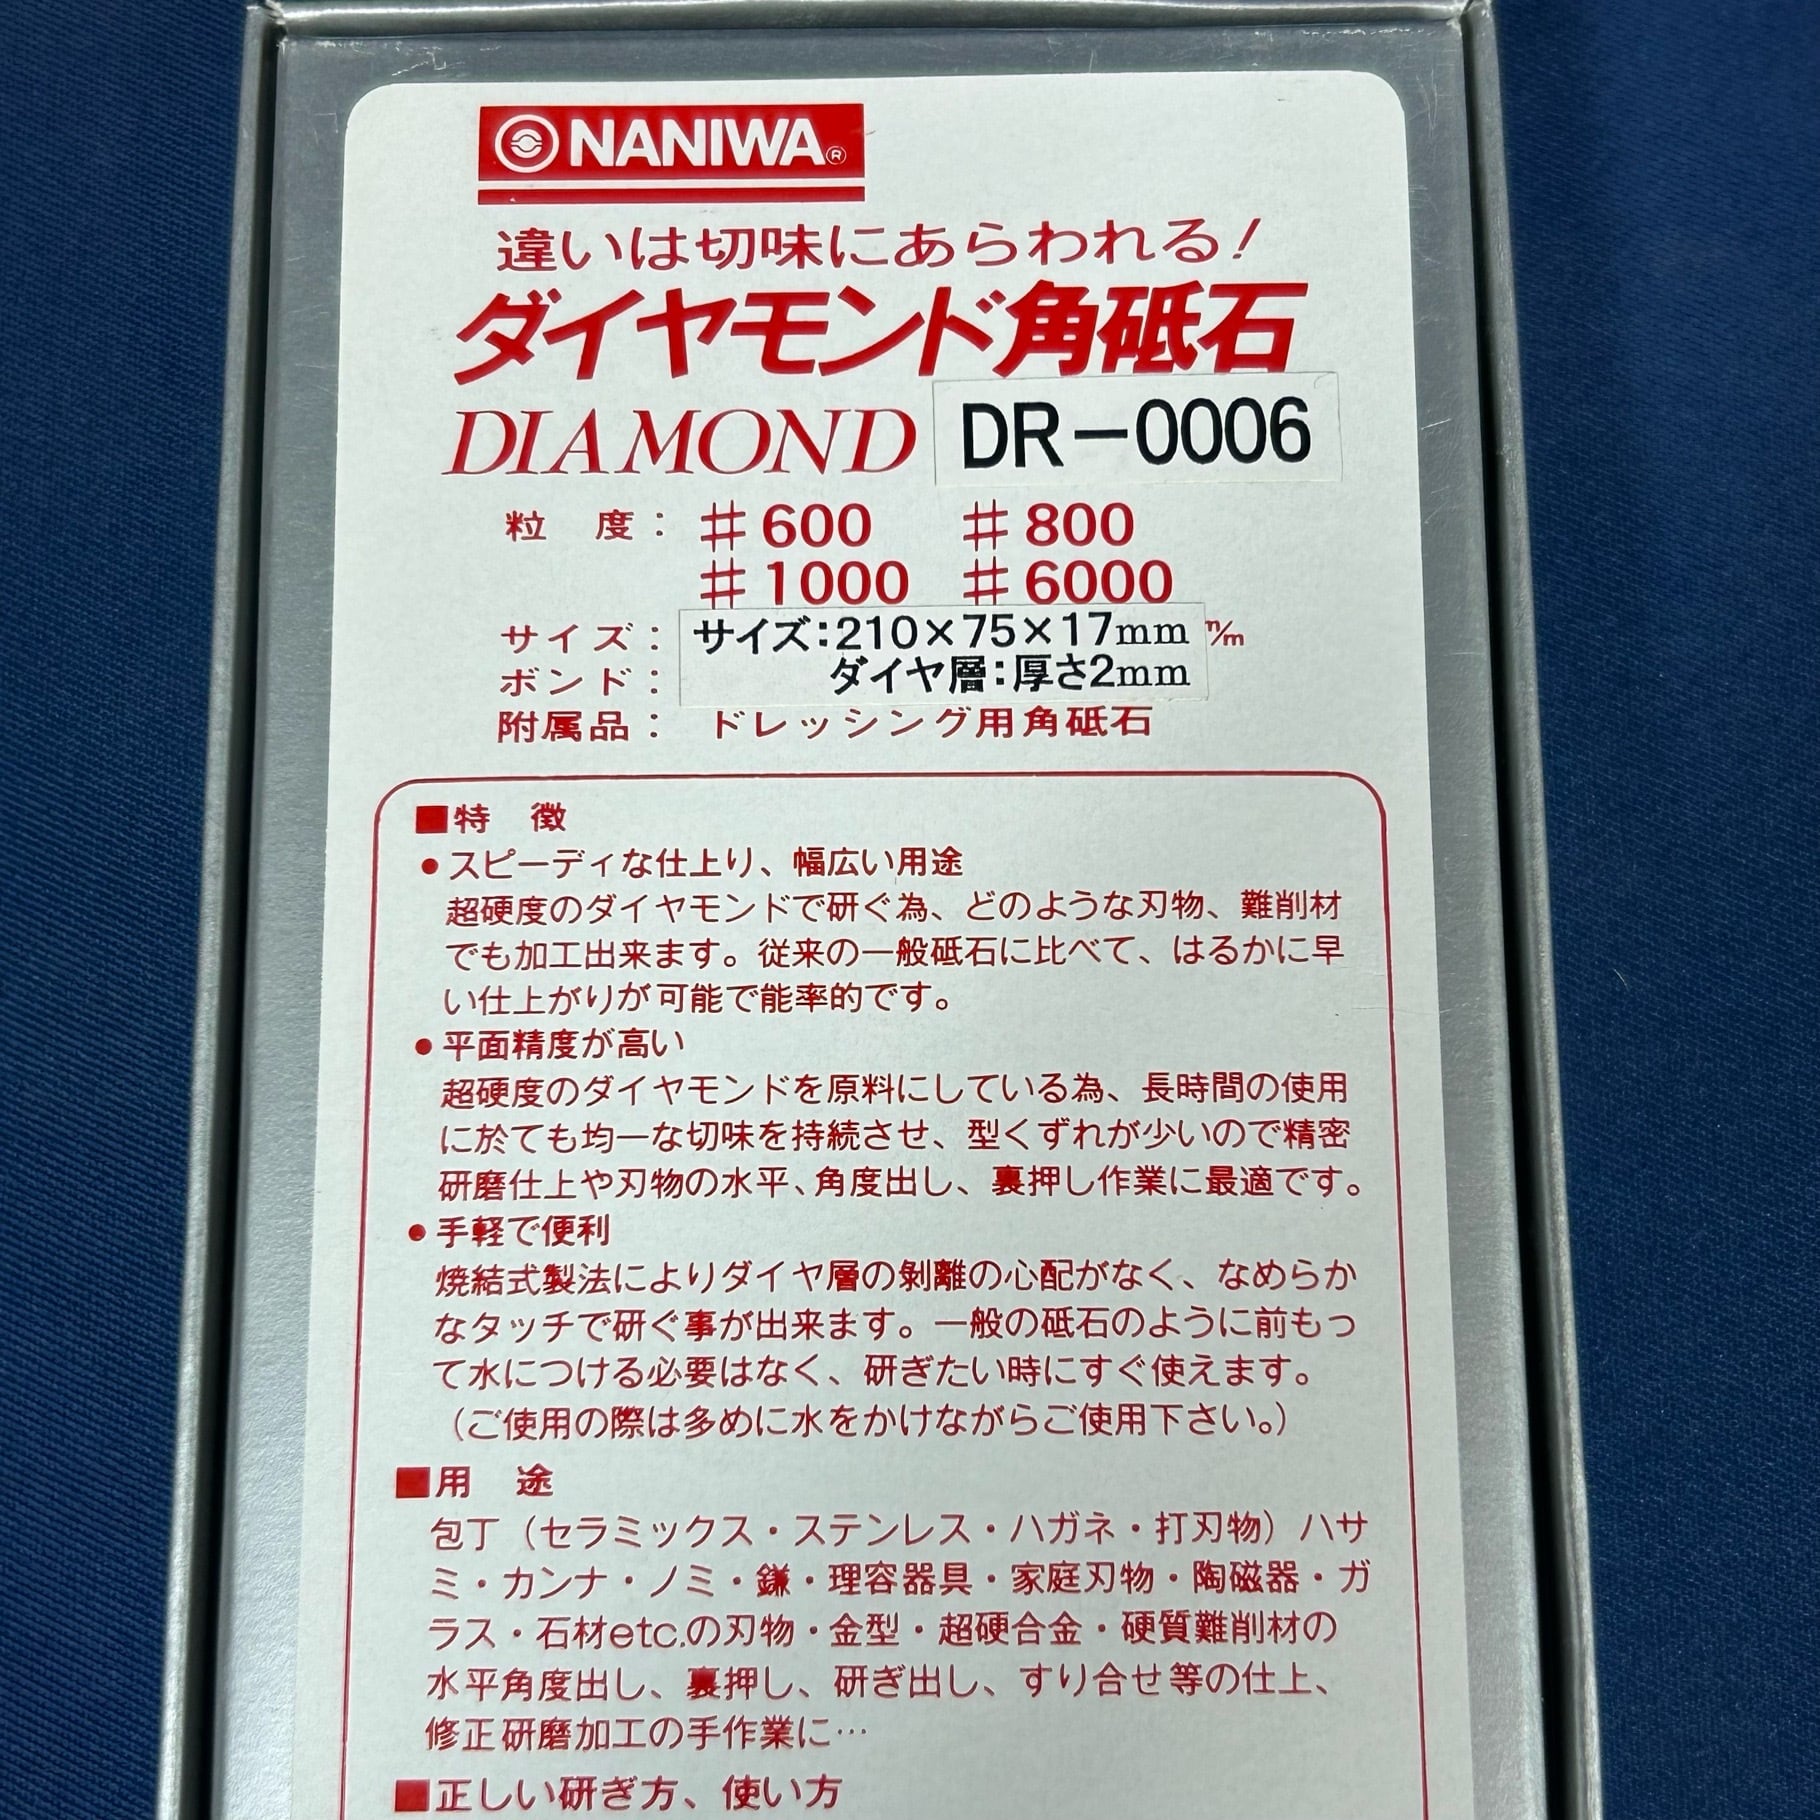 NANIWA®
違いは切味にあらわれる!
ダイヤモンド角砥石
DIAMOND DR-0006
粒 度: #600 #800
#1000 #6000
サイズ: サイズ:210×75×17mm m/m
ボンド: ダイヤ層:厚さ2mm
附属品: ドレッシング用角砥石
■特 徴
●スピーディな仕上り、幅広い用途
超硬度のダイヤモンドで研ぐ為、どのような刃物、難削材
でも加工出来ます。従来の一般砥石に比べて、はるかに早
い仕上がりが可能で能率的です。
●平面精度が高い
超硬度のダイヤモンドを原料にしている為、長時間の使用
に於ても均一な切味を持続させ、型くずれが少いので精密
研磨仕上や刃物の水平、角度出し、裏押し作業に最適です。
●手軽で便利
焼結式製法によりダイヤ層の剝離の心配がなく、なめらか
なタッチで研ぐ事が出来ます。一般の砥石のように前もっ
て水につける必要はなく、研ぎたい時にすぐ使えます。
(ご使用の際は多めに水をかけながらご使用下さい。)
■用 途
包丁(セラミックス・ステンレス・ハガネ・打刃物)ハサ
ミ・カンナ・ノミ・鎌・理容器具・家庭刃物・陶磁器・ガ
ラス・石材etc.の刃物・金型・超硬合金・硬質難削材の
水平角度出し、裏押し、研ぎ出し、すり合せ等の仕上、
修正研磨加工の手作業に…
■正しい研ぎ方、使い方